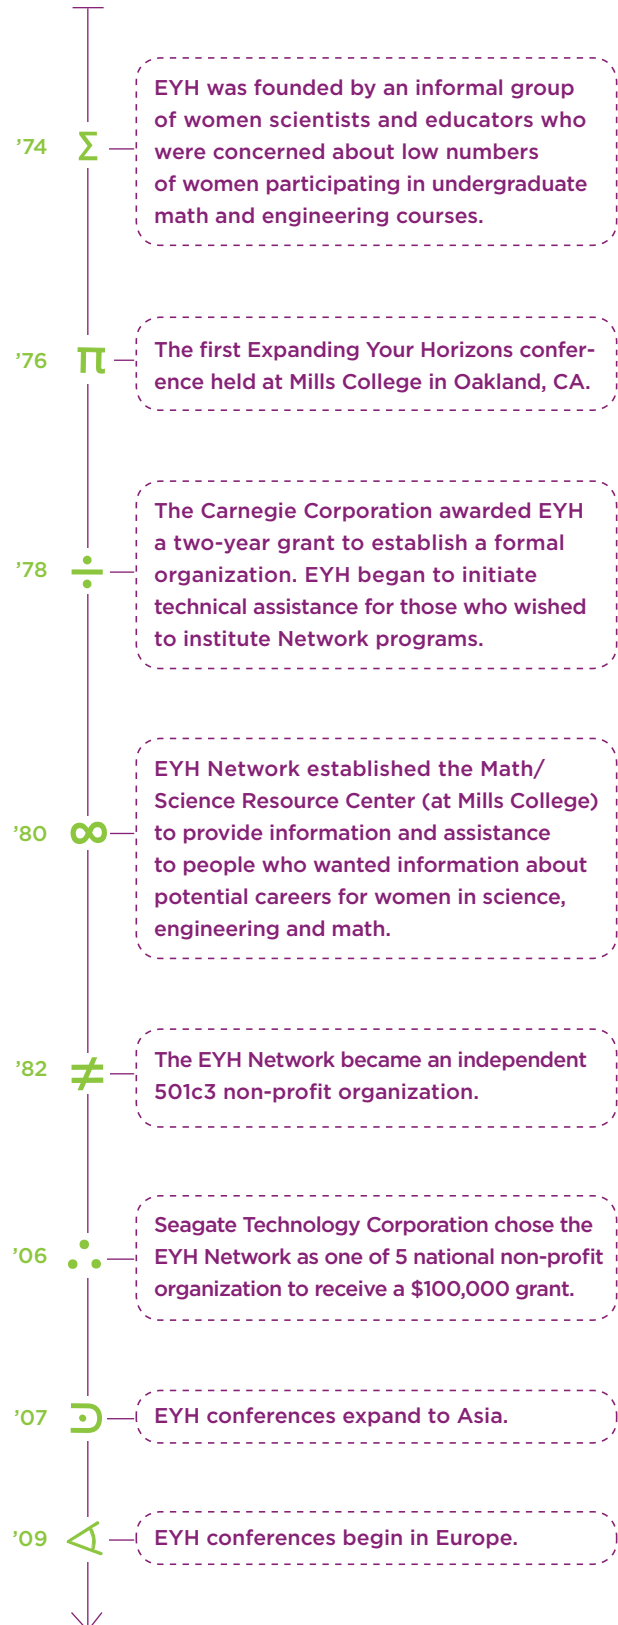 ’74
Σ
EYH was founded by an informal group
of women scientists and educators who
were concerned about low numbers
of women participating in undergraduate
math and engineering courses.
’76
π
The first Expanding Your Horizons confer-
ence held at Mills College in Oakland, CA.
’78
÷
The Carnegie Corporation awarded EYH
a two-year grant to establish a formal
organization. EYH began to initiate
technical assistance for those who wished
to institute Network programs.
’80
∞
EYH Network established the Math/
Science Resource Center (at Mills College)
to provide information and assistance
to people who wanted information about
potential careers for women in science,
engineering and math.
’82
≠
The EYH Network became an independent
501c3 non-profit organization.
’06
∴
Seagate Technology Corporation chose the
EYH Network as one of 5 national non-profit
organization to receive a $100,000 grant.
’07
⪽
EYH conferences expand to Asia.
’09
∢
EYH conferences begin in Europe.